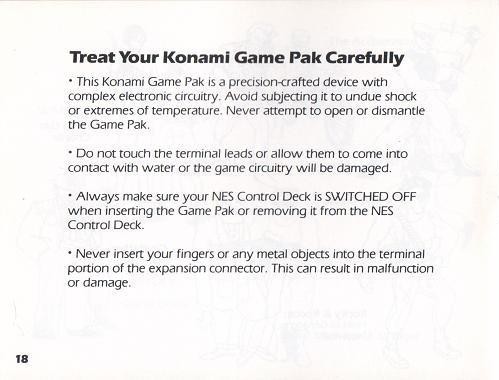 Treat Your Konami Game Pak Carefully
• This Konami Game Pak is a precision-crafted device with
complex electronic circuitry. Avoid subjecting it to undue shock
or extremes of temperature. Never attempt to open or dismantle
the Game Pak.
• Do not touch the terminal leads or allow them to come into
contact with water or the game circuitry will be damaged.
• Always make sure your NES Control Deck is SWITCHED OFF
when inserting the Game Pak or removing it from the NES
Control Deck.
• Never insert your fingers or any metal objects into the terminal
portion of the expansion connector. This can result in malfunction
or damage.
18